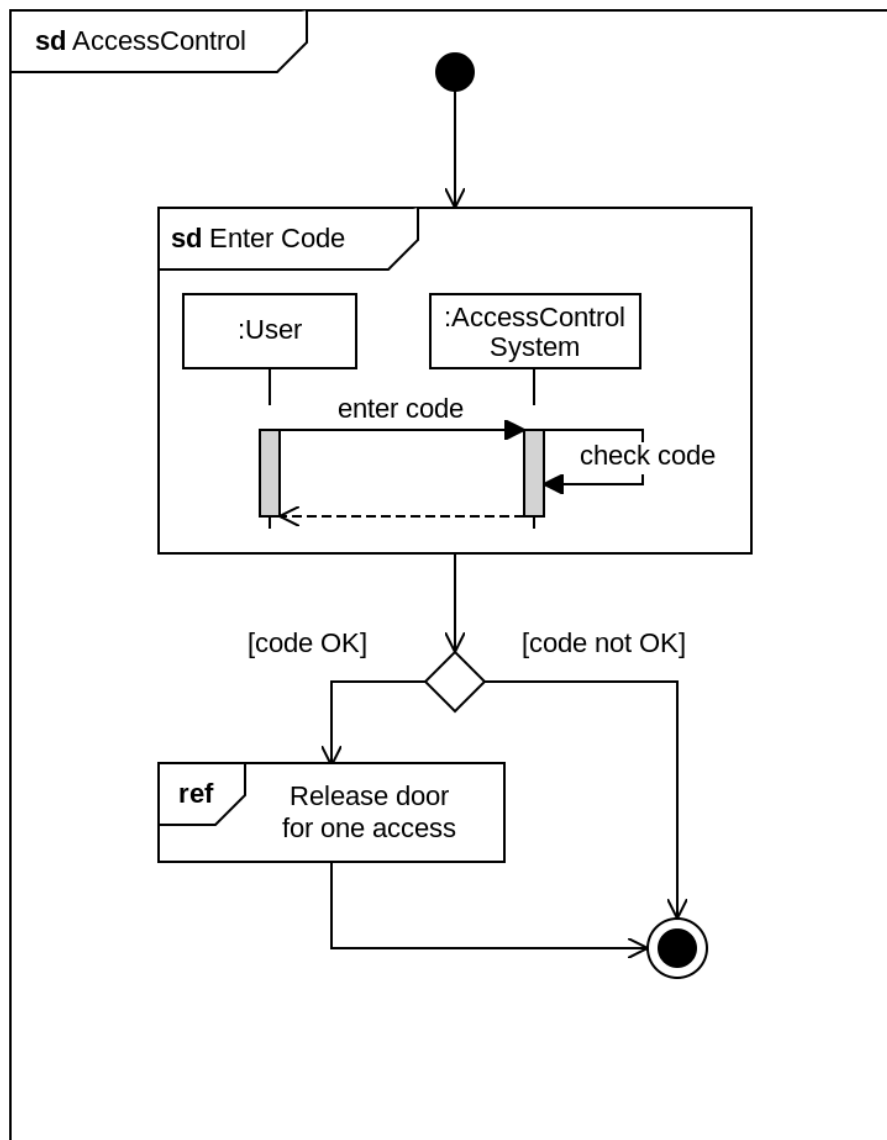 sd AccessControl
sd Enter Code
:User
:AccessControl
System
enter code
check code
[code OK]
[code not OK]
ref
Release door
for one access